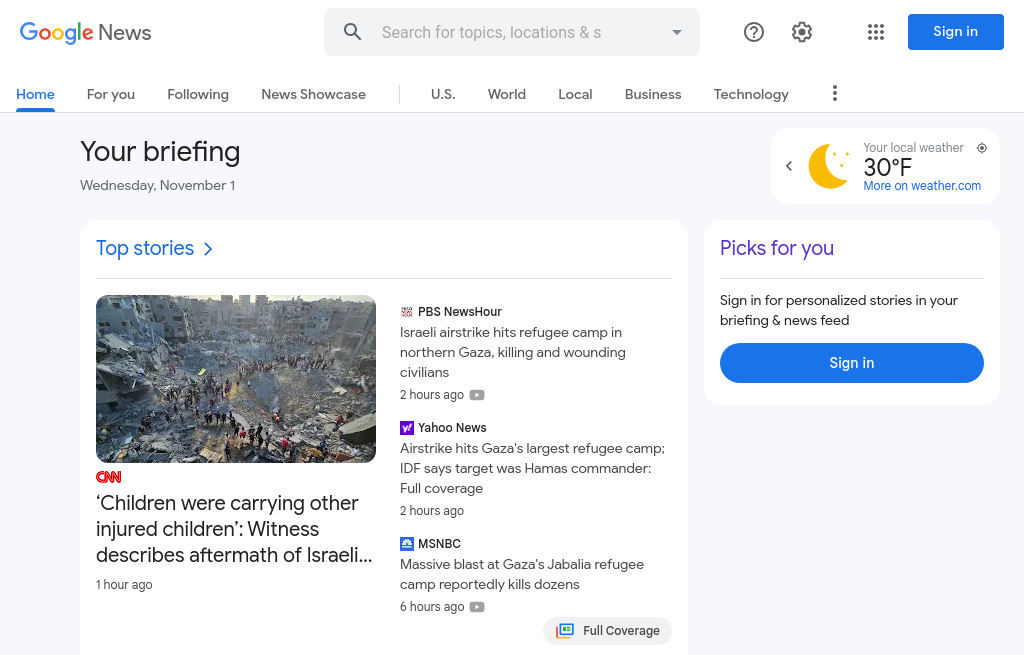 Google News
Search for topics, locations & s
Sign in
Home
For you
Following
News Showcase
U.S.
World
Local
Business
Technology
Your briefing
Wednesday, November 1
Your local weather
30°F
More on weather.com
Top stories
CNN
‘Children were carrying other
injured children’: Witness
describes aftermath of Israeli...
1 hour ago
PBS NewsHour
Israeli airstrike hits refugee camp in
northern Gaza, killing and wounding
civilians
2 hours ago
Yahoo News
Airstrike hits Gaza's largest refugee camp;
IDF says target was Hamas commander:
Full coverage
2 hours ago
MSNBC
Massive blast at Gaza's Jabalia refugee
camp reportedly kills dozens
6 hours ago
Full Coverage
Picks for you
Sign in for personalized stories in your
briefing & news feed
Sign in